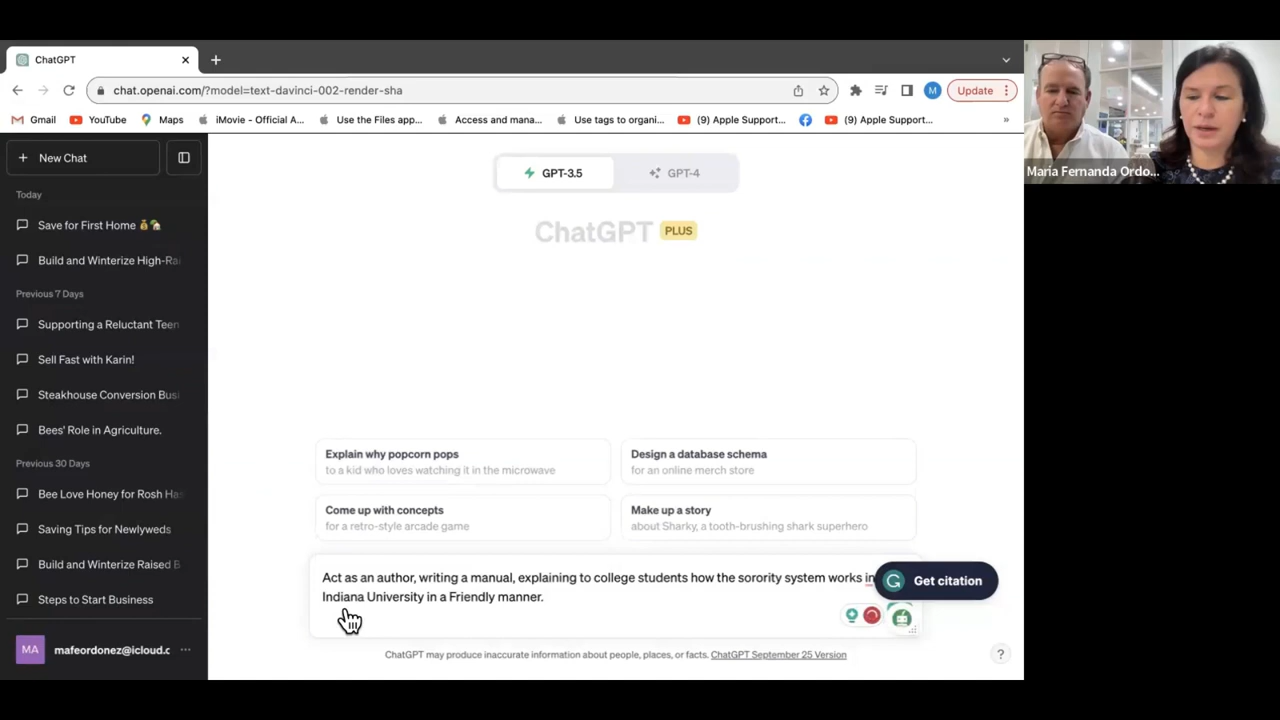 ChatGPT
chat.openai.com/?model=text-davinci-002-render-sha
Update
Gmail
YouTube
Maps
iMovie - Official A...
Use the Files app...
Access and mana...
Use tags to organi...
(9) Apple Support...
(9) Apple Support...
»
Maria Fernanda Ordo...
New Chat
Today
Save for First Home 💰🏡
Build and Winterize High-Rai
Previous 7 Days
Supporting a Reluctant Teen
Sell Fast with Karin!
Steakhouse Conversion Busi
Bees' Role in Agriculture.
Previous 30 Days
Bee Love Honey for Rosh Has
Saving Tips for Newlyweds
Build and Winterize Raised B
Steps to Start Business
MA
mafeordonez@icloud.c
GPT-3.5
GPT-4
ChatGPT PLUS
Explain why popcorn pops
to a kid who loves watching it in the microwave
Design a database schema
for an online merch store
Come up with concepts
for a retro-style arcade game
Make up a story
about Sharky, a tooth-brushing shark superhero
Act as an author, writing a manual, explaining to college students how the sorority system works in
Indiana University in a Friendly manner.
Get citation
ChatGPT may produce inaccurate information about people, places, or facts. ChatGPT September 25 Version
?